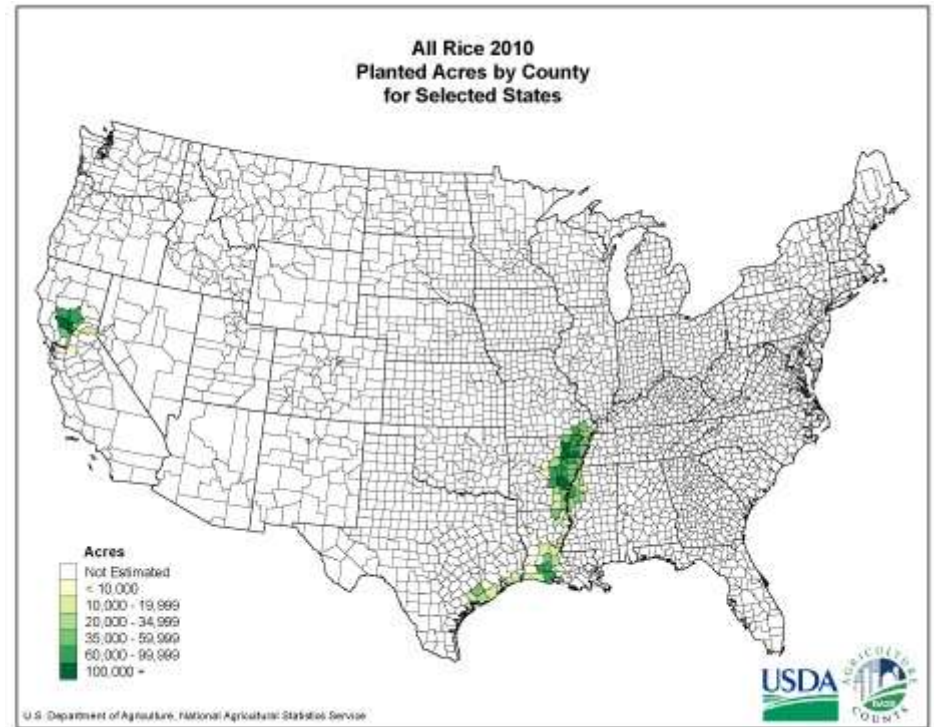 All Rice 2010
Planted Acres by County
for Selected States
Acres
Not Estimated
< 10,000
10,000 - 19,999
20,000 - 34,999
35,000 - 59,999
60,000 - 99,999
100,000 +
U.S. Department of Agriculture, National Agricultural Statistics Service
USDA
AGRICULTURE
COUNTS